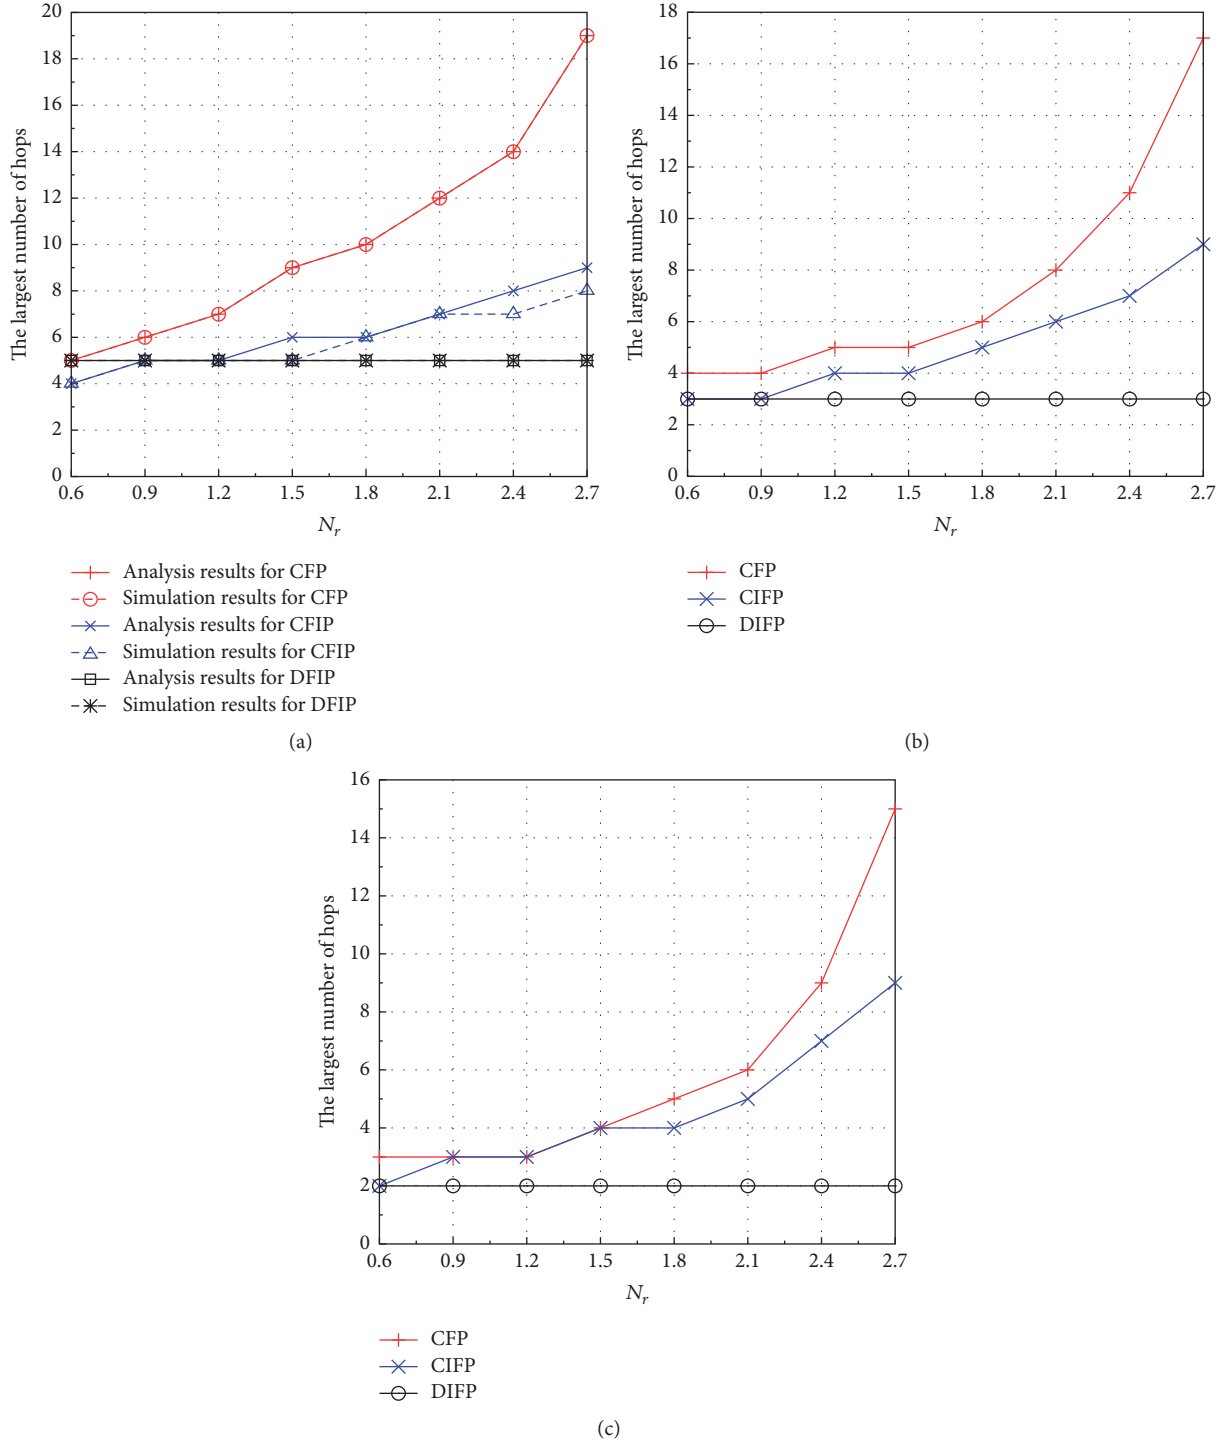 The largest number of hops
20
18
16
14
12
10
8
6
4
2
0
0.6 0.9 1.2 1.5 1.8 2.1 2.4 2.7
Nr
Analysis results for CFP
Simulation results for CFP
Analysis results for CFIP
Simulation results for CFIP
Analysis results for DFIP
Simulation results for DFIP
(a)
The largest number of hops
18
16
14
12
10
8
6
4
2
0
0.6 0.9 1.2 1.5 1.8 2.1 2.4 2.7
Nr
CFP
CIFP
DIFP
(b)
The largest number of hops
16
14
12
10
8
6
4
2
0
0.6 0.9 1.2 1.5 1.8 2.1 2.4 2.7
Nr
CFP
CIFP
DIFP
(c)